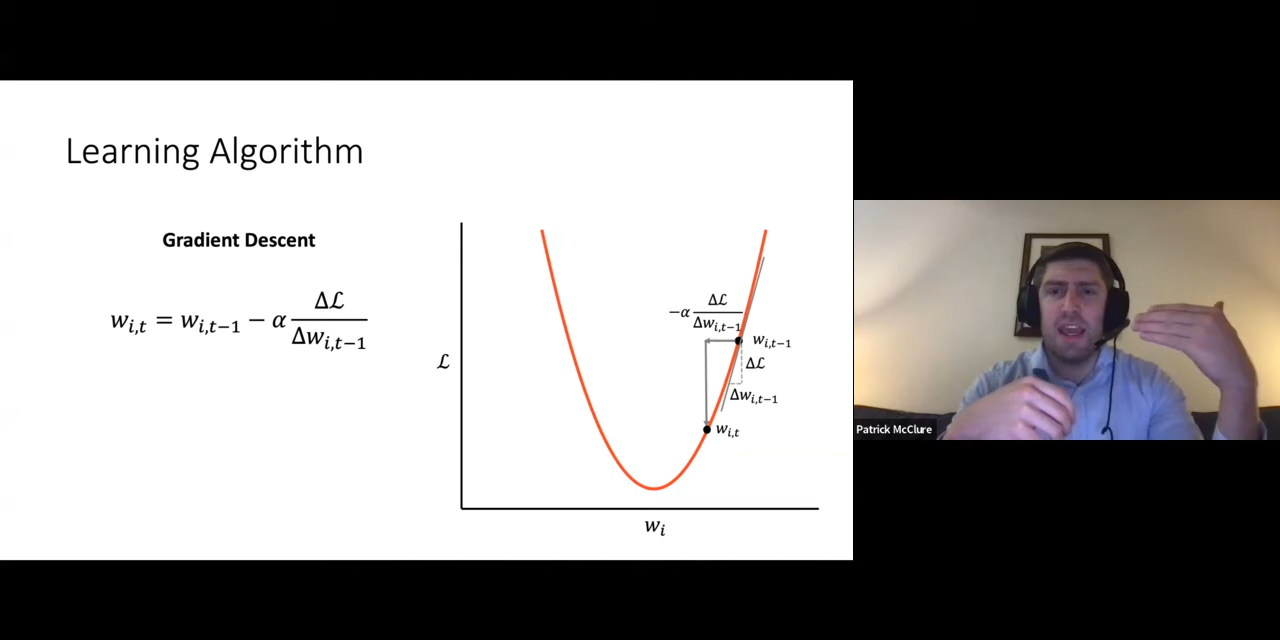 Learning Algorithm
Gradient Descent
w_{i,t} = w_{i,t−1} − α Δℒ / Δw_{i,t−1}
−α Δℒ / Δw_{i,t−1}
w_{i,t−1}
Δℒ
Δw_{i,t−1}
w_{i,t}
ℒ
w_i
Patrick McClure